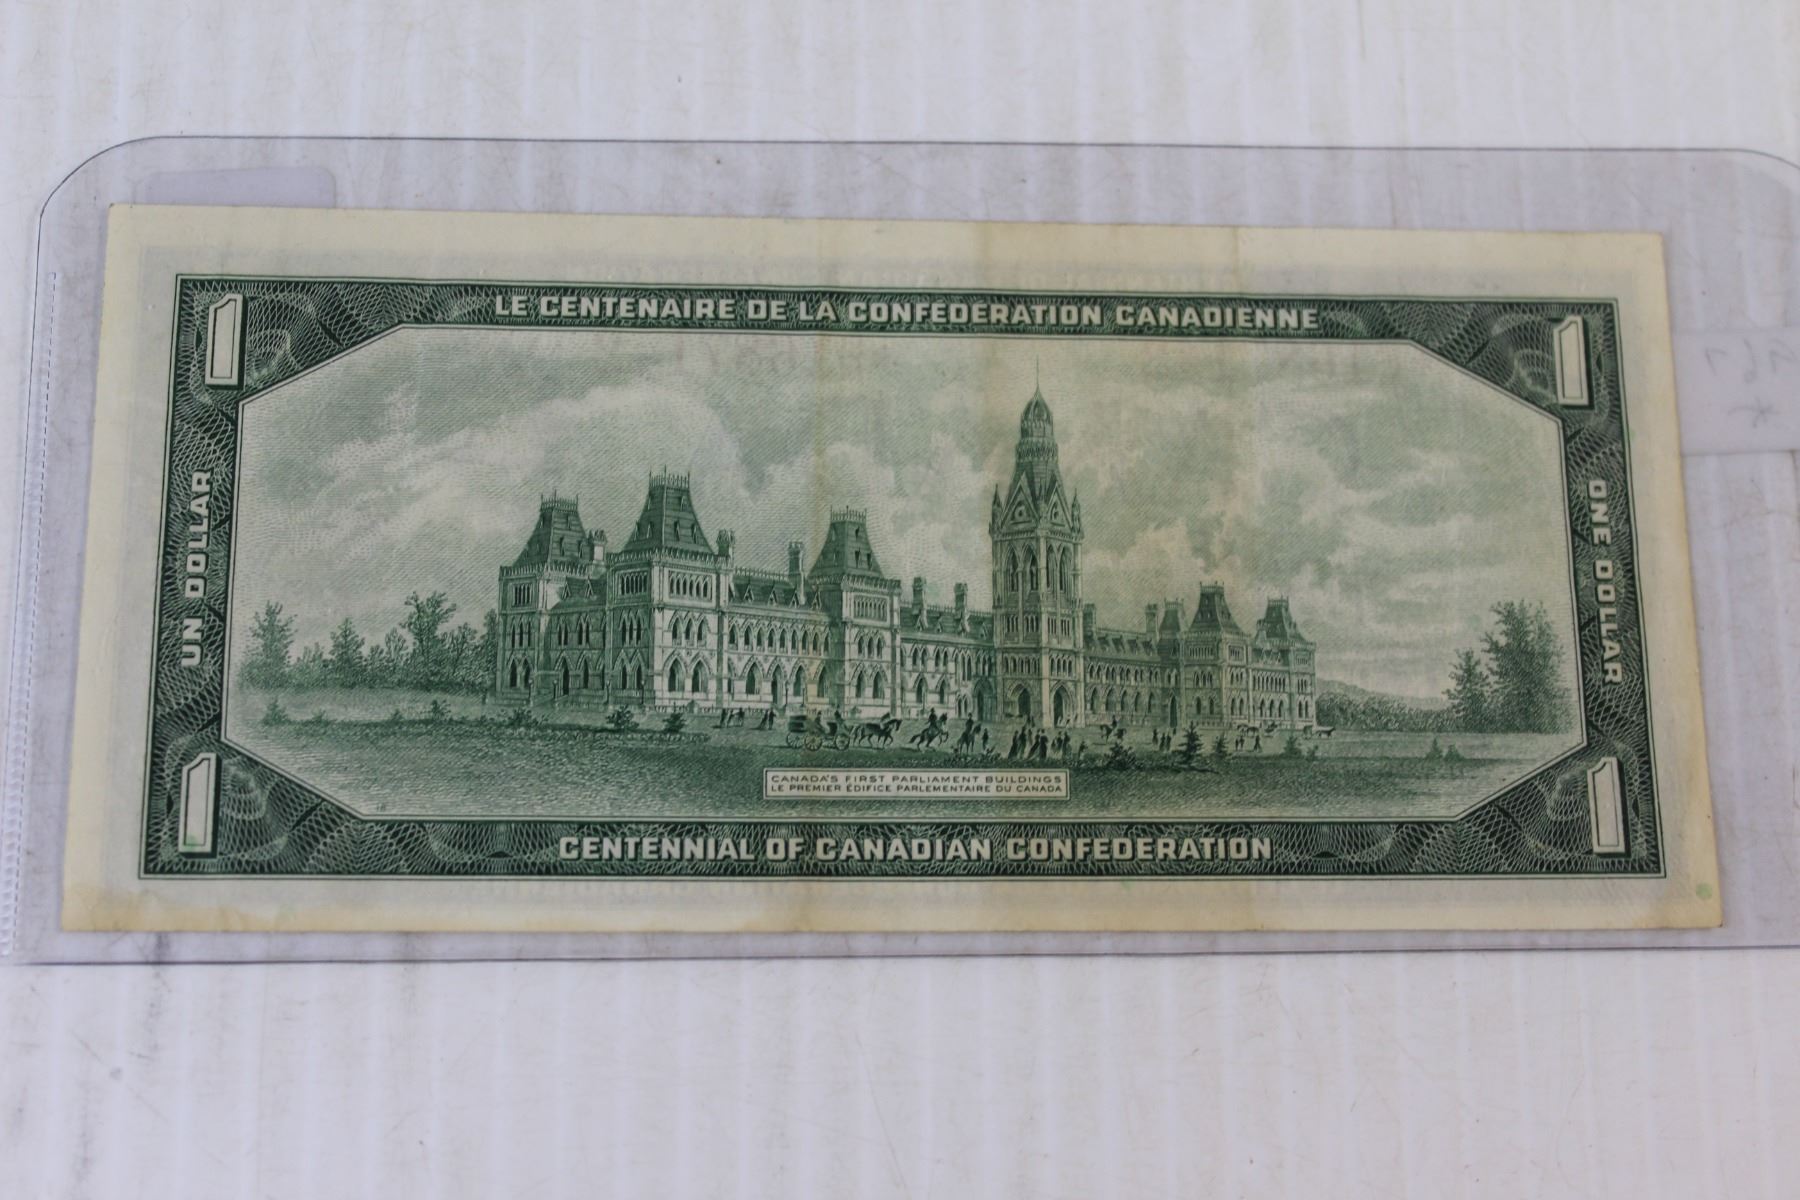 1
LE CENTENAIRE DE LA CONFÉDÉRATION CANADIENNE
1
UN DOLLAR
ONE DOLLAR
CANADA'S FIRST PARLIAMENT BUILDINGS
LE PREMIER ÉDIFICE PARLEMENTAIRE DU CANADA
1
CENTENNIAL OF CANADIAN CONFEDERATION
1